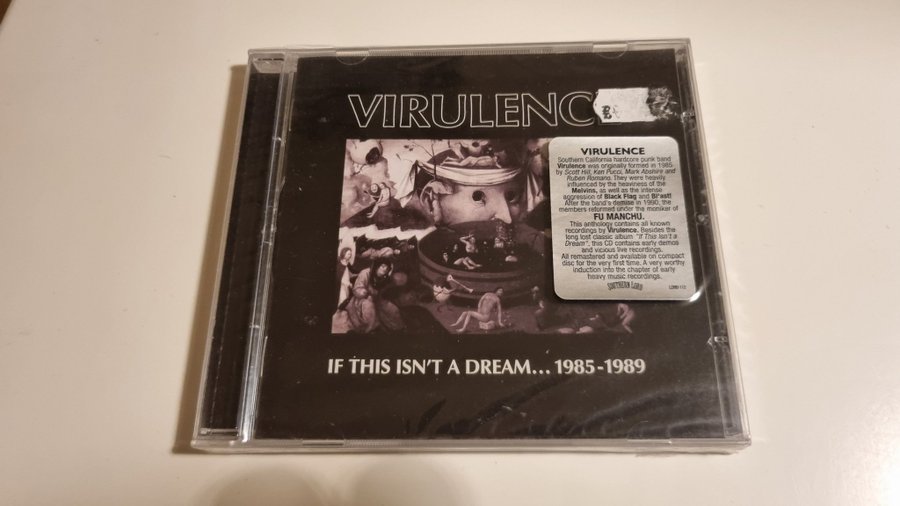 VIRULENC
VIRULENCE
Southern California hardcore punk band
Virulence was originally formed in 1985
by Scott Hill, Ken Pucci, Mark Abshire and
Ruben Romano. They were heavily
influenced by the heaviness of the
Melvins, as well as the intense
aggression of Black Flag and Bl'ast!
After the band's demise in 1990, the
members reformed under the moniker of
FU MANCHU.
This anthology contains all known
recordings by Virulence. Besides the
long lost classic album "If This Isn't a
Dream", this CD contains early demos
and vicious live recordings.
All remastered and available on compact
disc for the very first time. A very worthy
induction into the chapter of early
heavy music recordings.
SOUTHERN LORD
IF THIS ISN'T A DREAM... 1985-1989